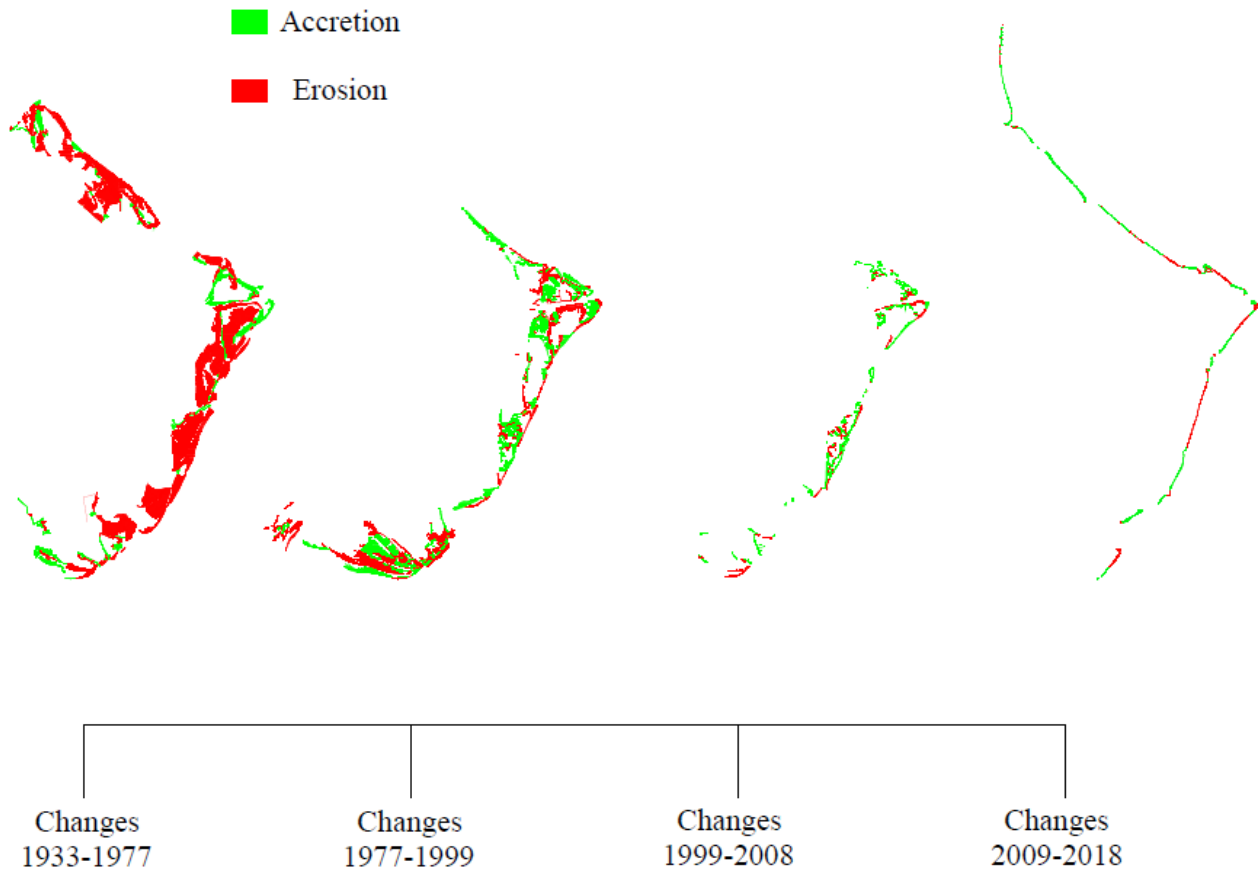 Accretion
Erosion
Changes
1933-1977
Changes
1977-1999
Changes
1999-2008
Changes
2009-2018